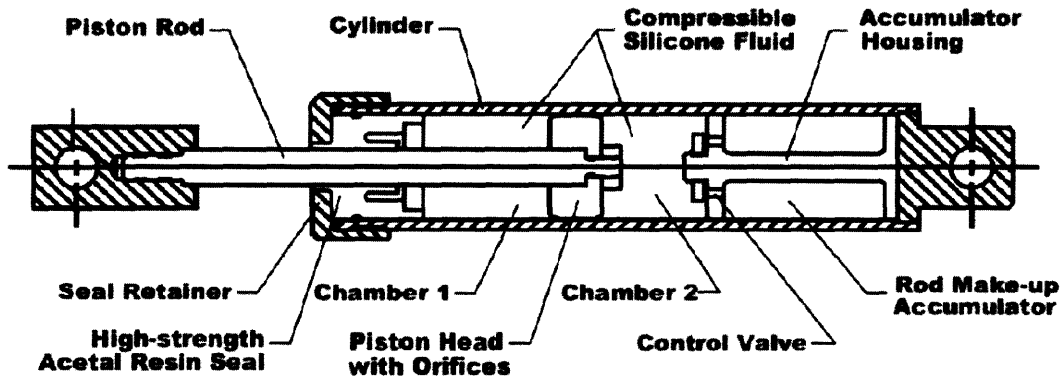 Piston Rod
Cylinder
Compressible
Silicone Fluid
Accumulator
Housing
Seal Retainer
Chamber 1
Chamber 2
Rod Make-up
Accumulator
High-strength
Acetal Resin Seal
Piston Head
with Orifices
Control Valve